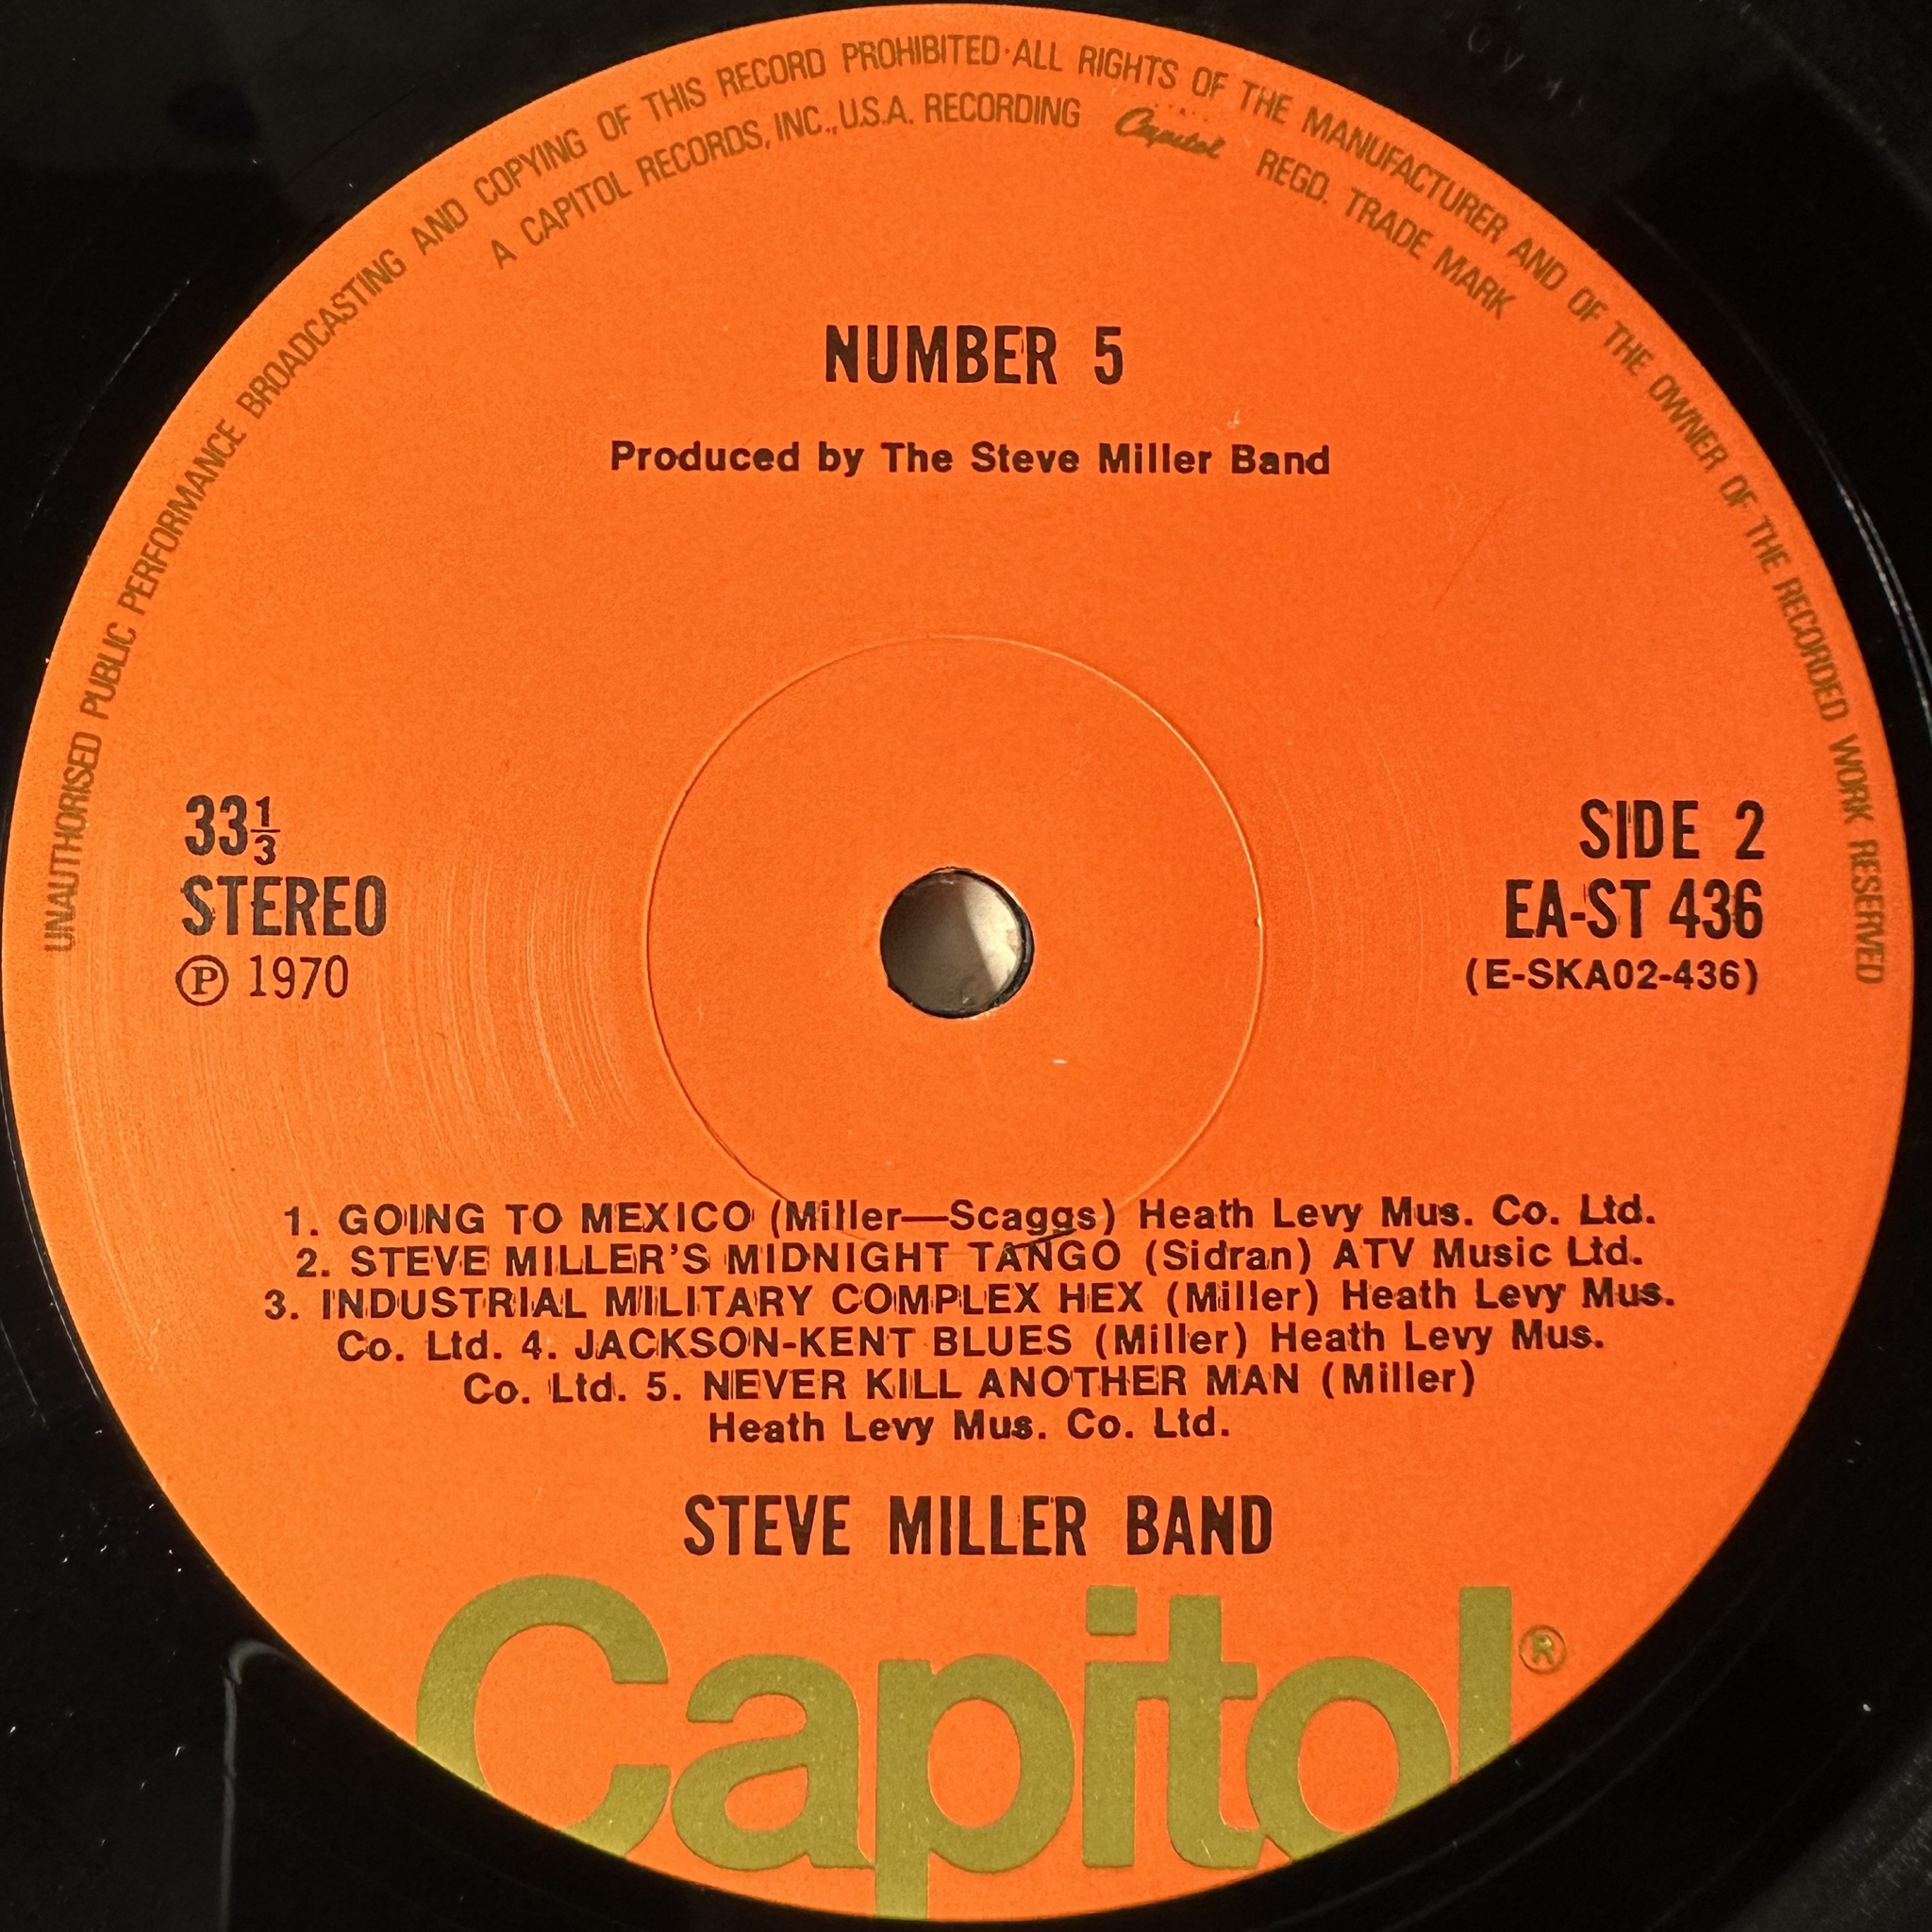 UNAUTHORISED PUBLIC PERFORMANCE BROADCASTING AND COPYING OF THIS RECORD PROHIBITED·ALL RIGHTS OF THE MANUFACTURER AND OF THE OWNER OF THE RECORDED WORK RESERVED
A CAPITOL RECORDS, INC., U.S.A. RECORDING Capitol REGD. TRADE MARK
NUMBER 5
Produced by The Steve Miller Band
33 1/3
STEREO
℗ 1970
SIDE 2
EA-ST 436
(E-SKA02-436)
1. GOING TO MEXICO (Miller—Scaggs) Heath Levy Mus. Co. Ltd.
2. STEVE MILLER'S MIDNIGHT TANGO (Sidran) ATV Music Ltd.
3. INDUSTRIAL MILITARY COMPLEX HEX (Miller) Heath Levy Mus.
Co. Ltd. 4. JACKSON-KENT BLUES (Miller) Heath Levy Mus.
Co. Ltd. 5. NEVER KILL ANOTHER MAN (Miller)
Heath Levy Mus. Co. Ltd.
STEVE MILLER BAND
Capitol®